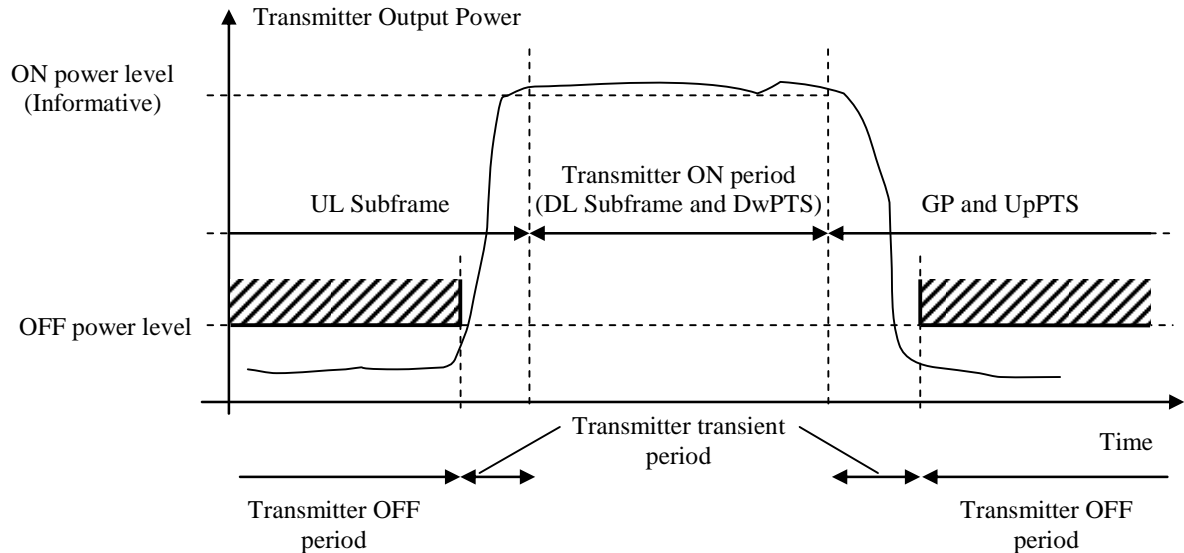 Transmitter Output Power
ON power level
(Informative)
Transmitter ON period
(DL Subframe and DwPTS)
UL Subframe
GP and UpPTS
OFF power level
Transmitter transient
period
Time
Transmitter OFF
period
Transmitter OFF
period